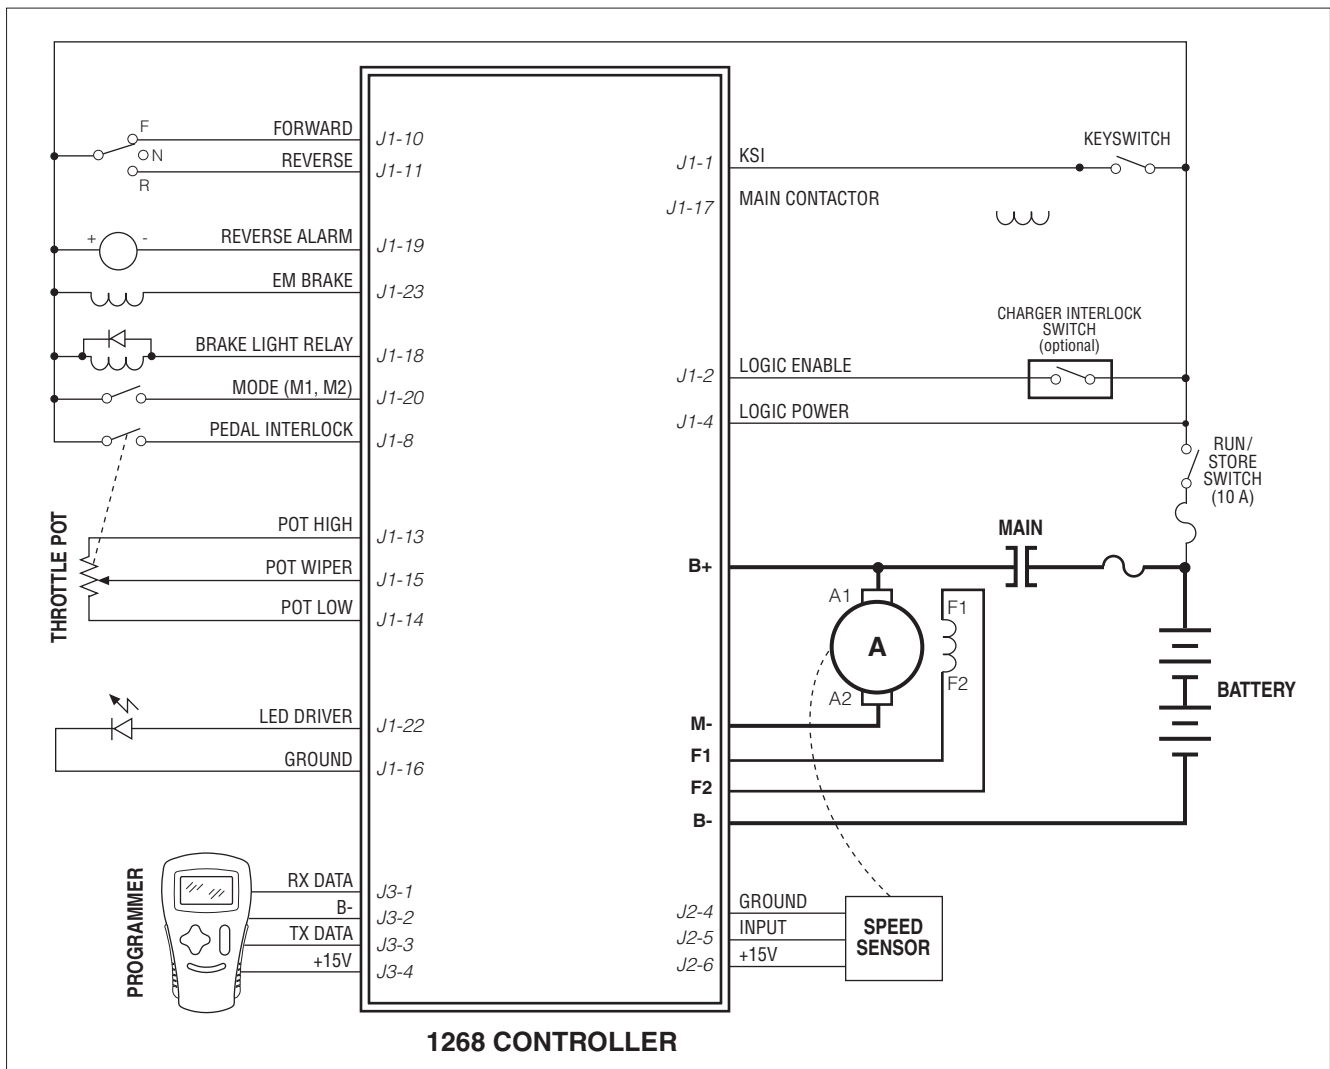 F
N
R
FORWARD
REVERSE
J1-10
J1-11
+ -
REVERSE ALARM
J1-19
EM BRAKE
J1-23
BRAKE LIGHT RELAY
J1-18
MODE (M1, M2)
J1-20
PEDAL INTERLOCK
J1-8
THROTTLE POT
POT HIGH
J1-13
POT WIPER
J1-15
POT LOW
J1-14
LED DRIVER
J1-22
GROUND
J1-16
PROGRAMMER
RX DATA
J3-1
B-
J3-2
TX DATA
J3-3
+15V
J3-4
J1-1
KSI
KEYSWITCH
J1-17
MAIN CONTACTOR
CHARGER INTERLOCK
SWITCH
(optional)
J1-2
LOGIC ENABLE
J1-4
LOGIC POWER
RUN/
STORE
SWITCH
(10 A)
MAIN
B+
A1
A
A2
F1
F2
BATTERY
M-
F1
F2
B-
J2-4
GROUND
J2-5
INPUT
J2-6
+15V
SPEED
SENSOR
1268 CONTROLLER